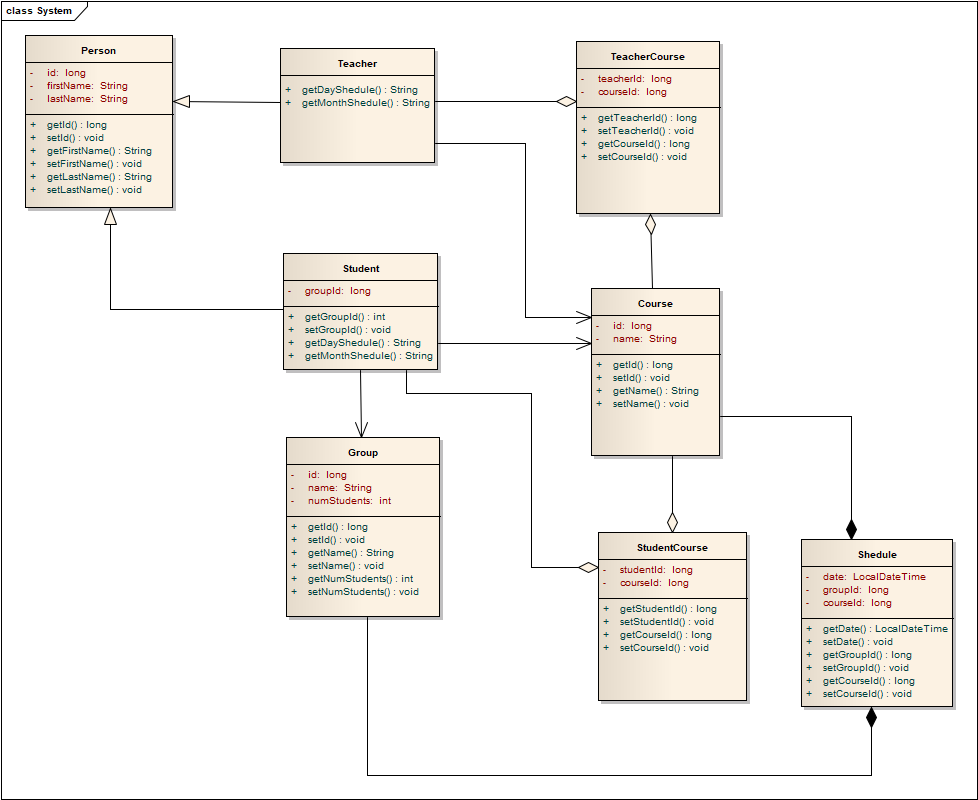 class System
Person
- id: long
- firstName: String
- lastName: String
+ getId() : long
+ setId() : void
+ getFirstName() : String
+ setFirstName() : void
+ getLastName() : String
+ setLastName() : void
Teacher
+ getDayShedule() : String
+ getMonthShedule() : String
TeacherCourse
- teacherId: long
- courseId: long
+ getTeacherId() : long
+ setTeacherId() : void
+ getCourseId() : long
+ setCourseId() : void
Student
- groupId: long
+ getGroupId() : int
+ setGroupId() : void
+ getDayShedule() : String
+ getMonthShedule() : String
Course
- id: long
- name: String
+ getId() : long
+ setId() : void
+ getName() : String
+ setName() : void
Group
- id: long
- name: String
- numStudents: int
+ getId() : long
+ setId() : void
+ getName() : String
+ setName() : void
+ getNumStudents() : int
+ setNumStudents() : void
StudentCourse
- studentId: long
- courseId: long
+ getStudentId() : long
+ setStudentId() : void
+ getCourseId() : long
+ setCourseId() : void
Shedule
- date: LocalDateTime
- groupId: long
- courseId: long
+ getDate() : LocalDateTime
+ setDate() : void
+ getGroupId() : long
+ setGroupId() : void
+ getCourseId() : long
+ setCourseId() : void